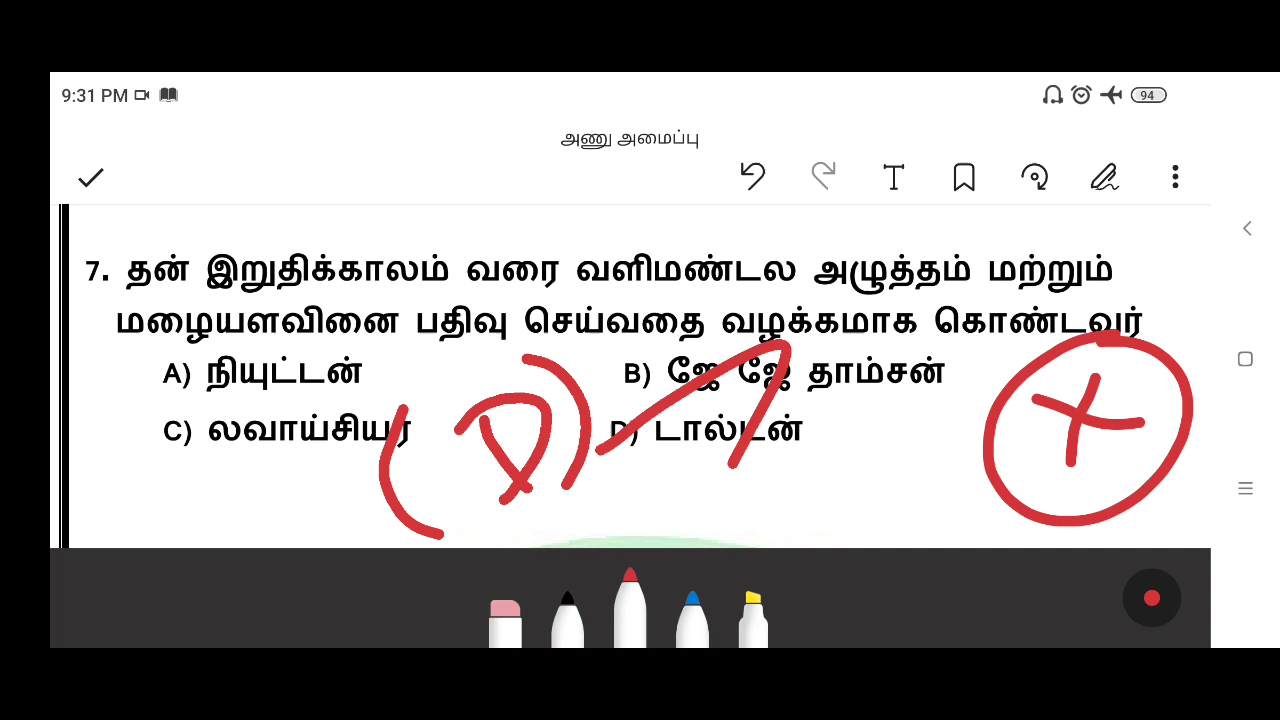 9:31 PM
94
அணு அமைப்பு
7. தன் இறுதிக்காலம் வரை வளிமண்டல அழுத்தம் மற்றும்
மழையளவினை பதிவு செய்வதை வழக்கமாக கொண்டவர்
A) நியுட்டன் B) ஜே ஜே தாம்சன்
C) லவாய்சியர் D) டால்டன்
(D)